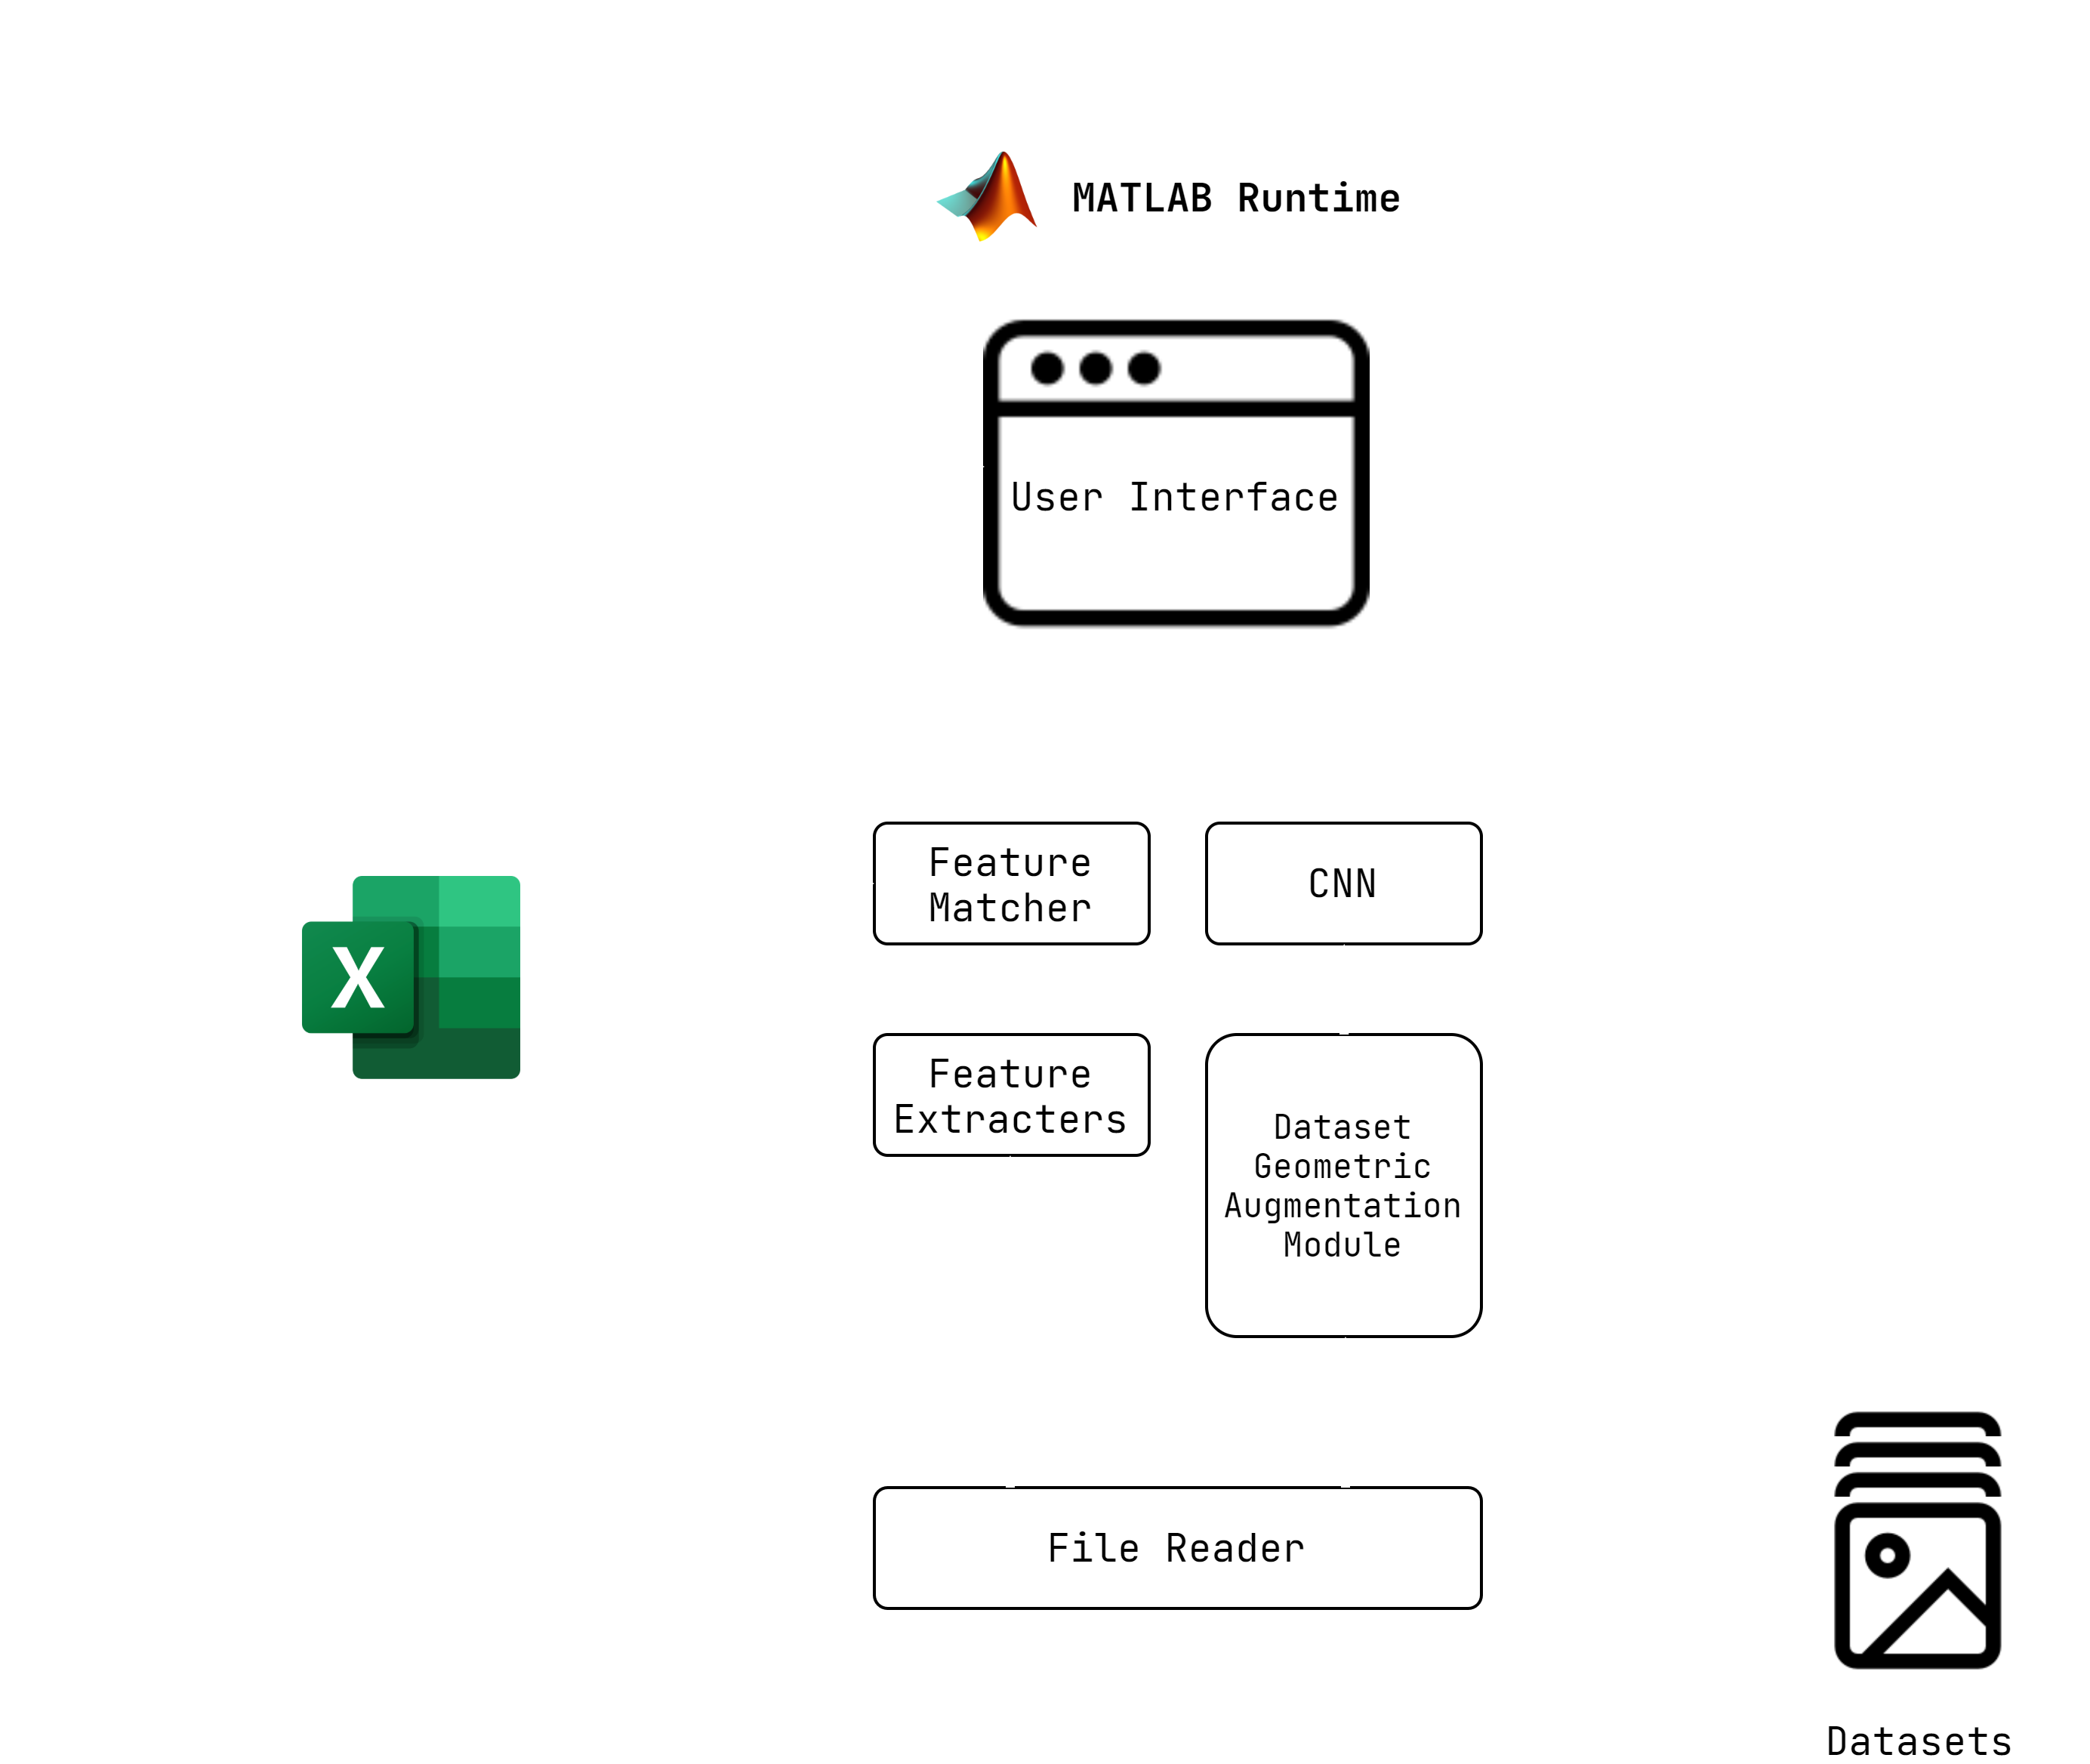 MATLAB Runtime
User Interface
Feature
Matcher
CNN
X
Feature
Extracters
Dataset
Geometric
Augmentation
Module
File Reader
Datasets